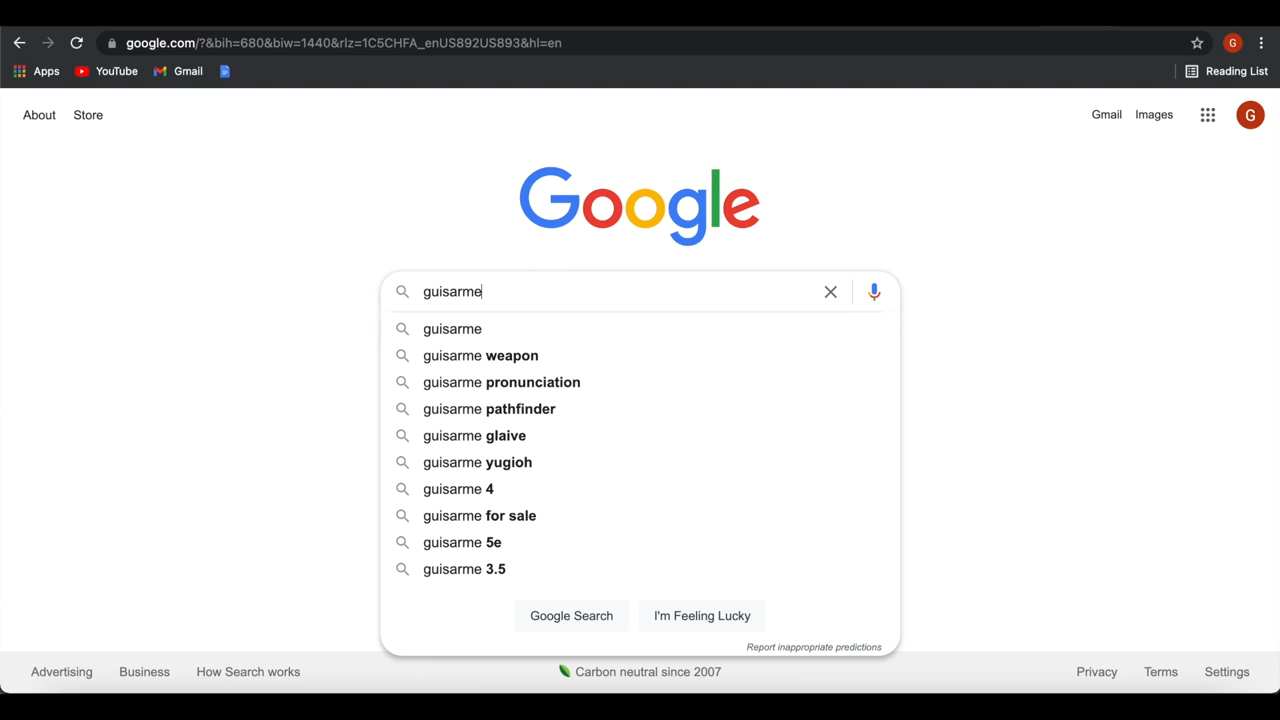 google.com/?&bih=680&biw=1440&rlz=1C5CHFA_enUS892US893&hl=en G
Apps YouTube Gmail Reading List
About Store Gmail Images G
Google
guisarme
guisarme
guisarme weapon
guisarme pronunciation
guisarme pathfinder
guisarme glaive
guisarme yugioh
guisarme 4
guisarme for sale
guisarme 5e
guisarme 3.5
Google Search I'm Feeling Lucky
Report inappropriate predictions
Advertising Business How Search works Carbon neutral since 2007 Privacy Terms Settings